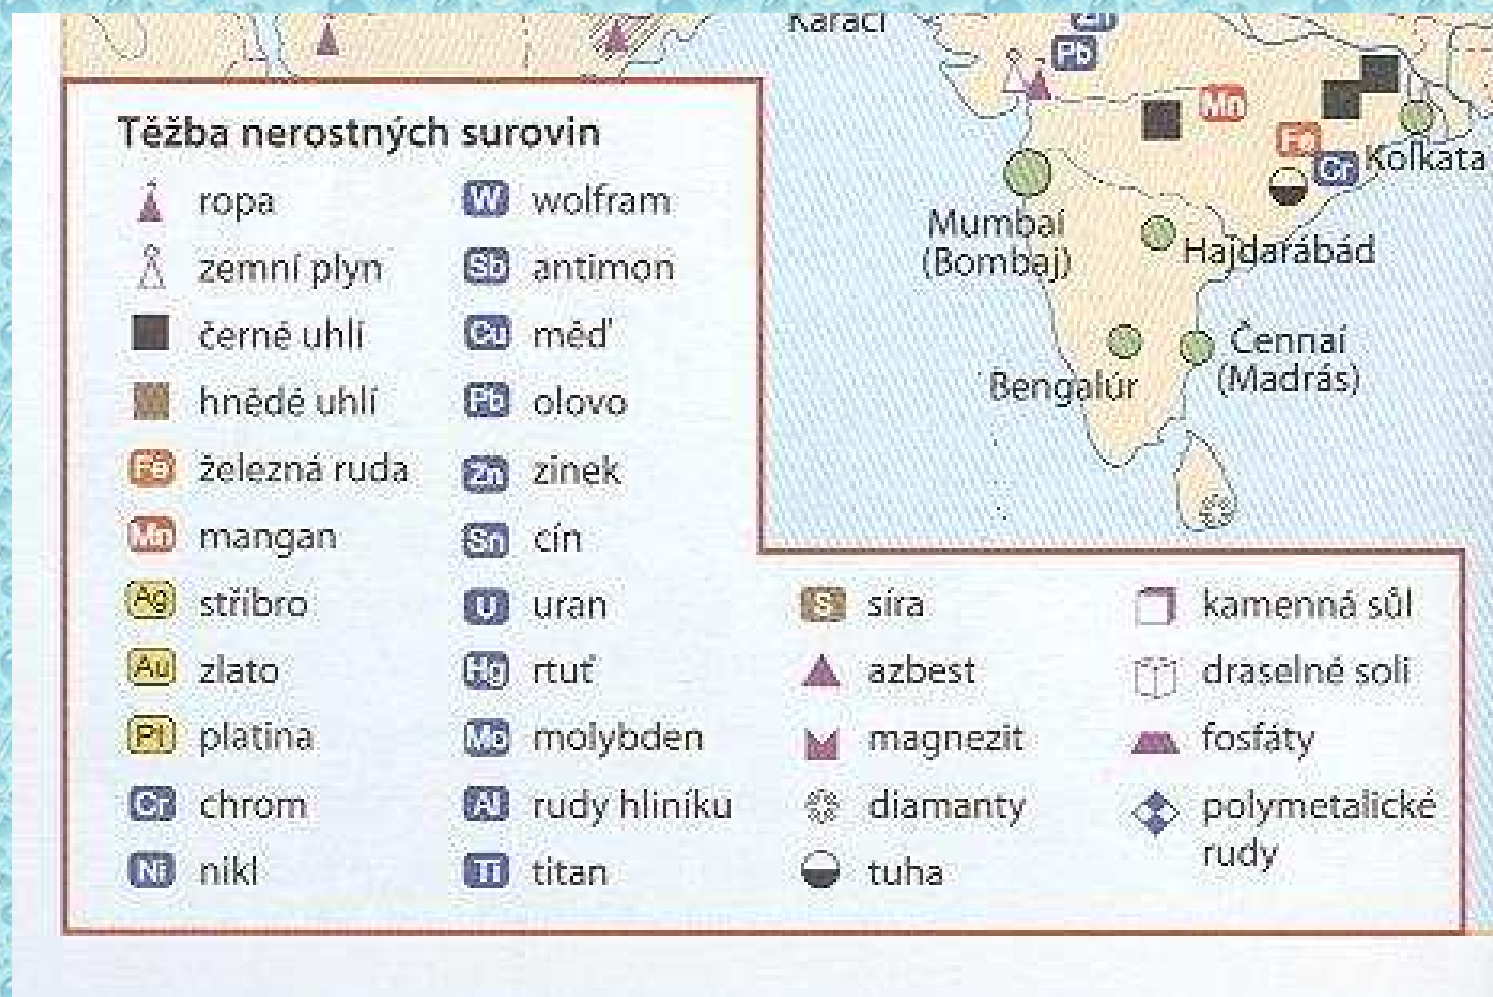 Karáčí
Zn
Pb
Mn
Fe
Cr
Kolkata
Mumbaí
(Bombaj)
Hajdarábád
Čennaí
(Madrás)
Bengalúr
Těžba nerostných surovin
ropa
zemní plyn
černé uhlí
hnědé uhlí
Fe železná ruda
Mn mangan
Ag stříbro
Au zlato
Pt platina
Cr chrom
Ni nikl
W wolfram
Sb antimon
Cu měď
Pb olovo
Zn zinek
Sn cín
U uran
Hg rtuť
Mo molybden
Al rudy hliníku
Ti titan
S síra
azbest
magnezit
diamanty
tuha
kamenná sůl
draselné soli
fosfáty
polymetalické
rudy